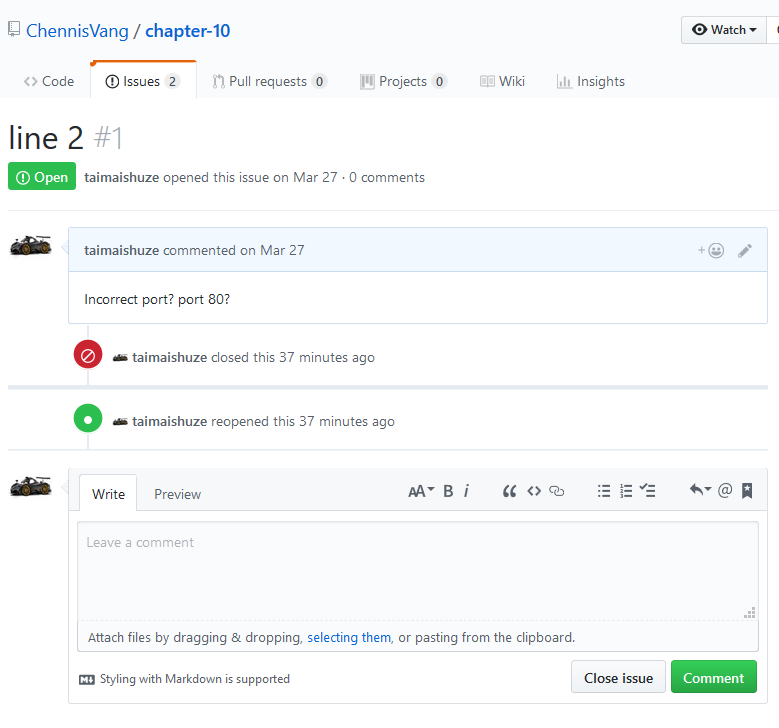 ChennisVang / chapter-10
Watch
Code Issues 2 Pull requests 0 Projects 0 Wiki Insights
line 2 #1
Open taimaishuze opened this issue on Mar 27 · 0 comments
taimaishuze commented on Mar 27
Incorrect port? port 80?
taimaishuze closed this 37 minutes ago
taimaishuze reopened this 37 minutes ago
Write Preview AA B i
Leave a comment
Attach files by dragging & dropping, selecting them, or pasting from the clipboard.
Styling with Markdown is supported
Close issue Comment